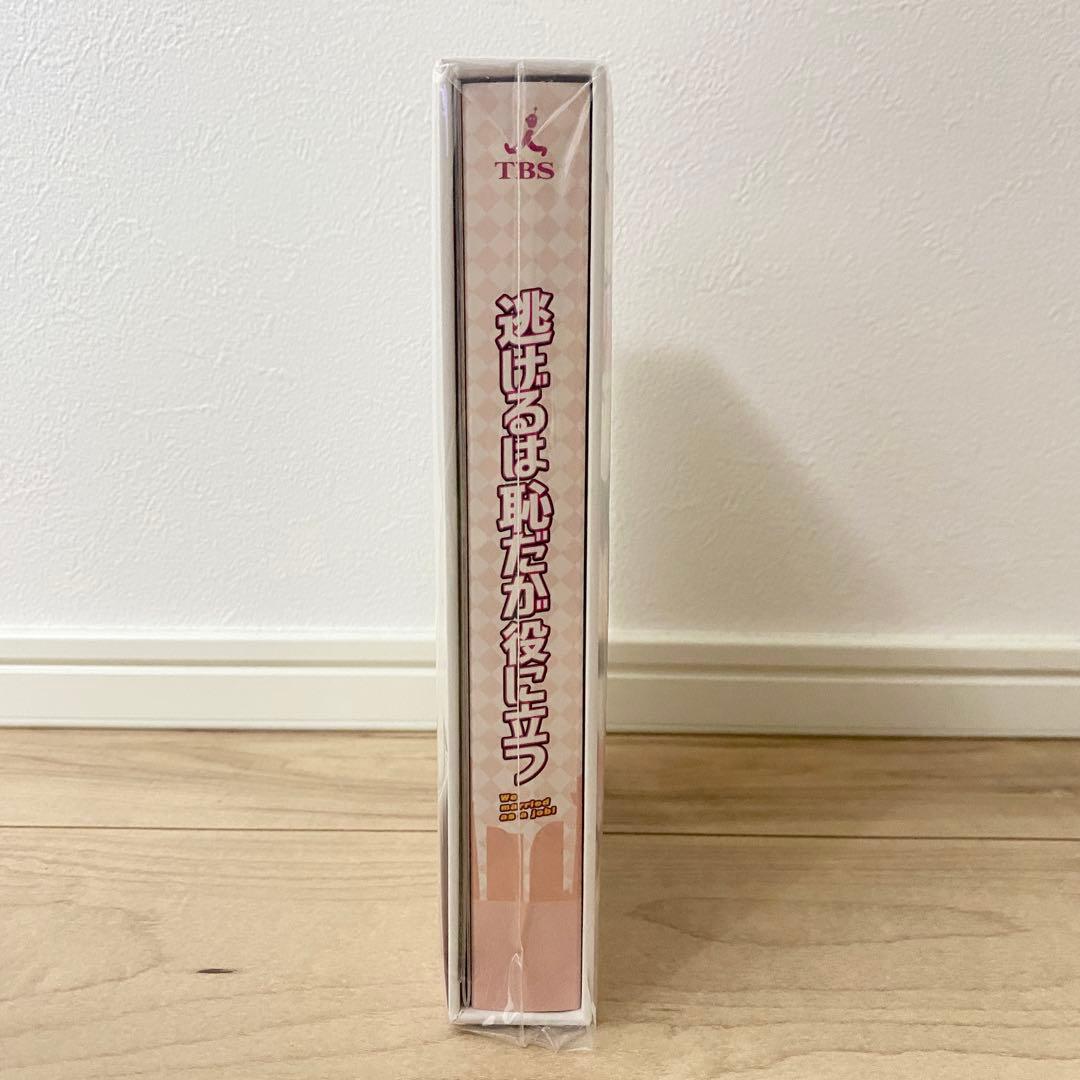 TBS
逃げるは恥だが役に立つ
We
married
as a job!